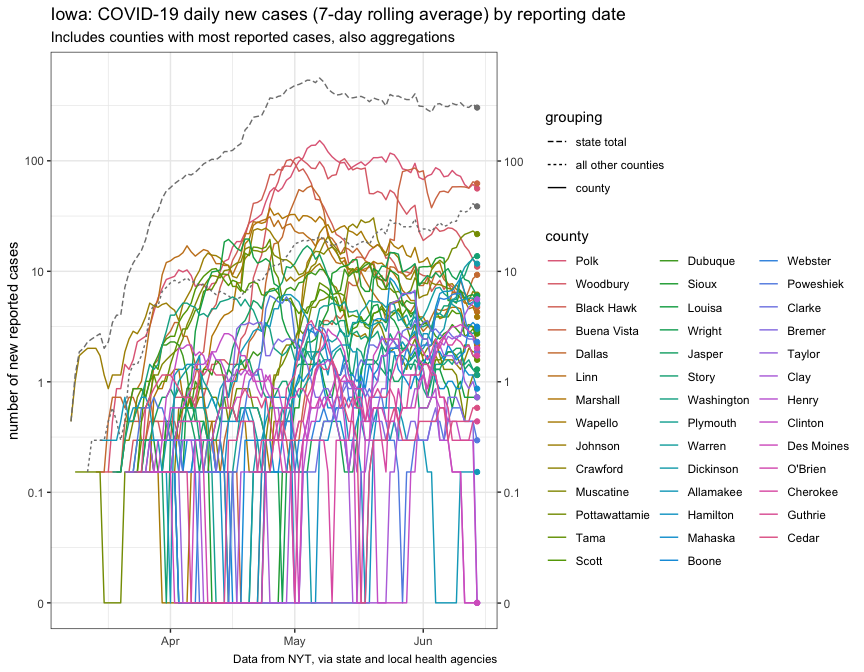 Iowa: COVID-19 daily new cases (7-day rolling average) by reporting date
Includes counties with most reported cases, also aggregations
number of new reported cases
100
10
1
0.1
0
100
10
1
0.1
0
Apr
May
Jun
Data from NYT, via state and local health agencies
grouping
state total
all other counties
county
county
Polk
Woodbury
Black Hawk
Buena Vista
Dallas
Linn
Marshall
Wapello
Johnson
Crawford
Muscatine
Pottawattamie
Tama
Scott
Dubuque
Sioux
Louisa
Wright
Jasper
Story
Washington
Plymouth
Warren
Dickinson
Allamakee
Hamilton
Mahaska
Boone
Webster
Poweshiek
Clarke
Bremer
Taylor
Clay
Henry
Clinton
Des Moines
O'Brien
Cherokee
Guthrie
Cedar